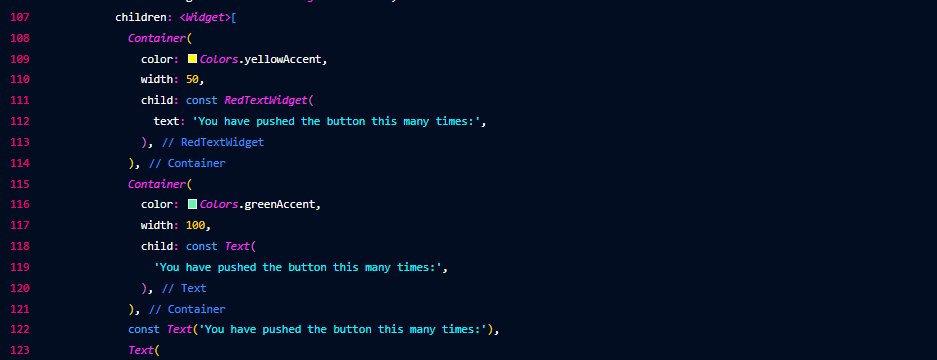 107 children: <Widget>[
108 Container(
109 color: Colors.yellowAccent,
110 width: 50,
111 child: const RedTextWidget(
112 text: 'You have pushed the button this many times:',
113 ), // RedTextWidget
114 ), // Container
115 Container(
116 color: Colors.greenAccent,
117 width: 100,
118 child: const Text(
119 'You have pushed the button this many times:',
120 ), // Text
121 ), // Container
122 const Text('You have pushed the button this many times:'),
123 Text(